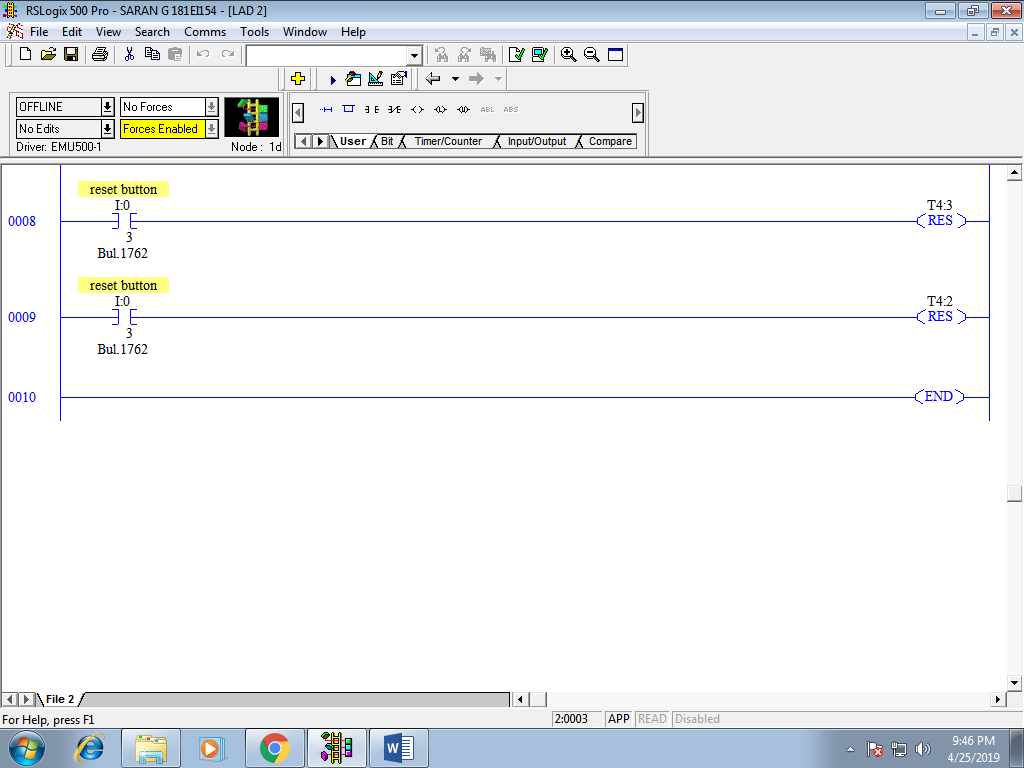 RSLogix 500 Pro - SARAN G 181EI154 - [LAD 2]
File Edit View Search Comms Tools Window Help
OFFLINE No Forces
No Edits Forces Enabled
Driver: EMU500-1 Node : 1d
ABL ABS
User Bit Timer/Counter Input/Output Compare
reset button
I:0 T4:3
0008 RES
3
Bul.1762
reset button
I:0 T4:2
0009 RES
3
Bul.1762
0010 END
File 2
For Help, press F1 2:0003 APP READ Disabled
9:46 PM
4/25/2019